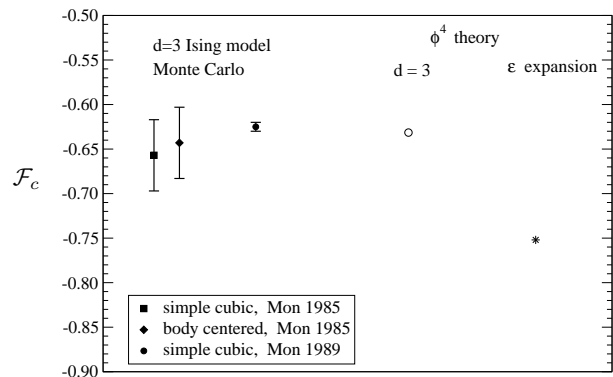 -0.50
-0.55
-0.60
-0.65
-0.70
-0.75
-0.80
-0.85
-0.90
ℱc
d=3 Ising model
Monte Carlo
ϕ⁴ theory
d = 3
ε expansion
simple cubic, Mon 1985
body centered, Mon 1985
simple cubic, Mon 1989